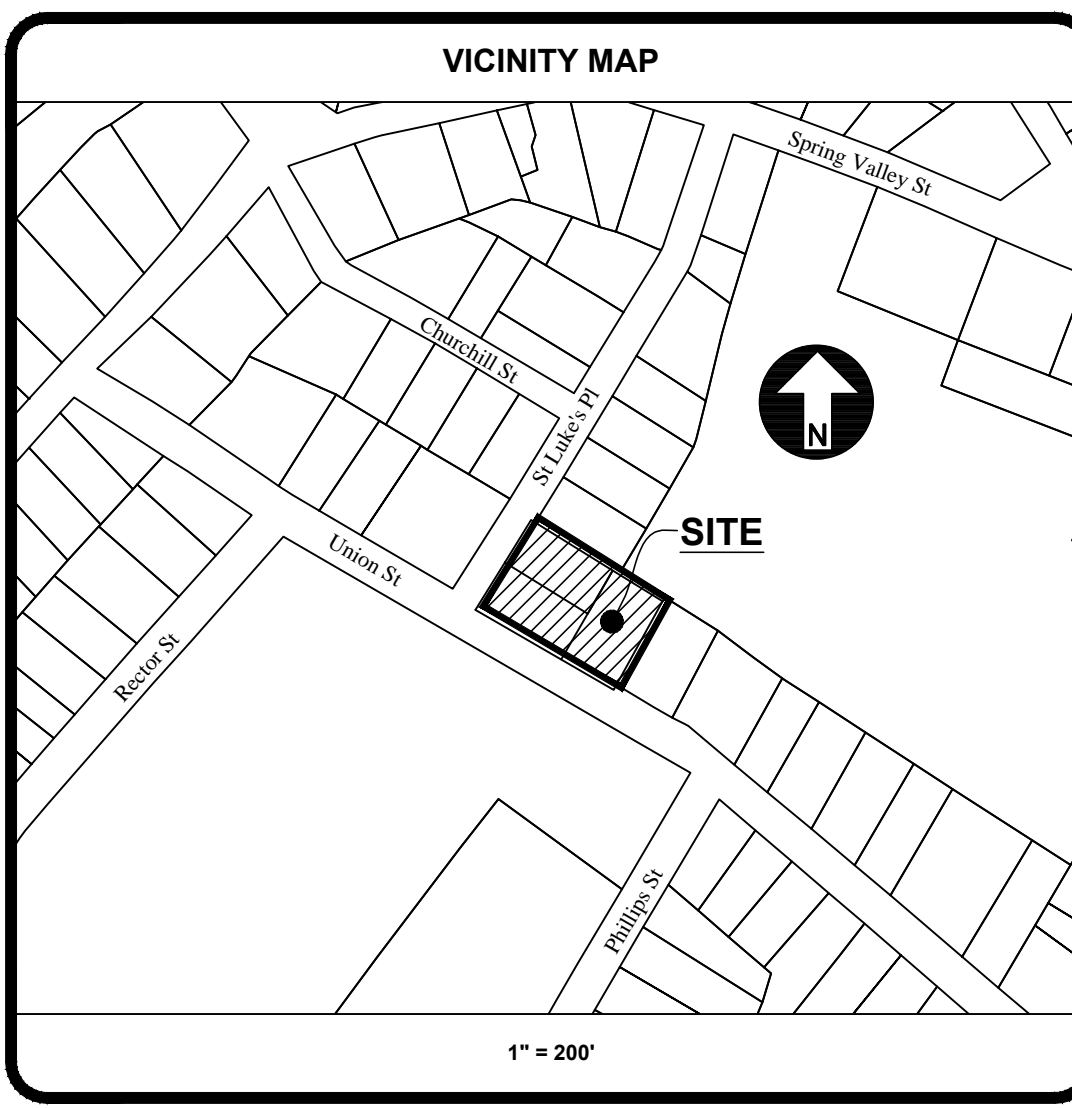 VICINITY MAP
Spring Valley St
Churchill St
St Luke's Pl
N
SITE
Union St
Rector St
Phillips St
1" = 200'